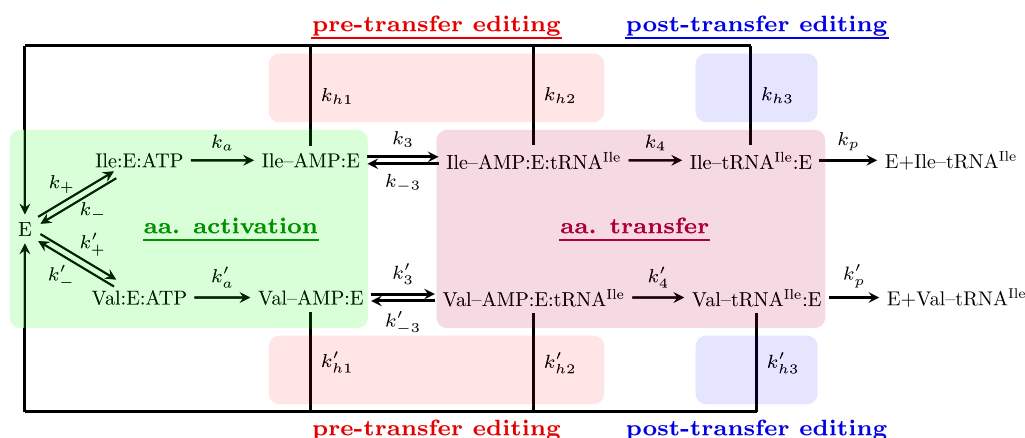 pre-transfer editing post-transfer editing
k_{h1} k_{h2} k_{h3}
k_a k_3 k_4 k_p
Ile:E:ATP Ile–AMP:E Ile–AMP:E:tRNA^{Ile} Ile–tRNA^{Ile}:E E+Ile–tRNA^{Ile}
k_+ k_{-3}
k_-
E aa. activation aa. transfer
k'_+
k'_- k'_a k'_3 k'_4 k'_p
Val:E:ATP Val–AMP:E Val–AMP:E:tRNA^{Ile} Val–tRNA^{Ile}:E E+Val–tRNA^{Ile}
k'_{-3}
k'_{h1} k'_{h2} k'_{h3}
pre-transfer editing post-transfer editing